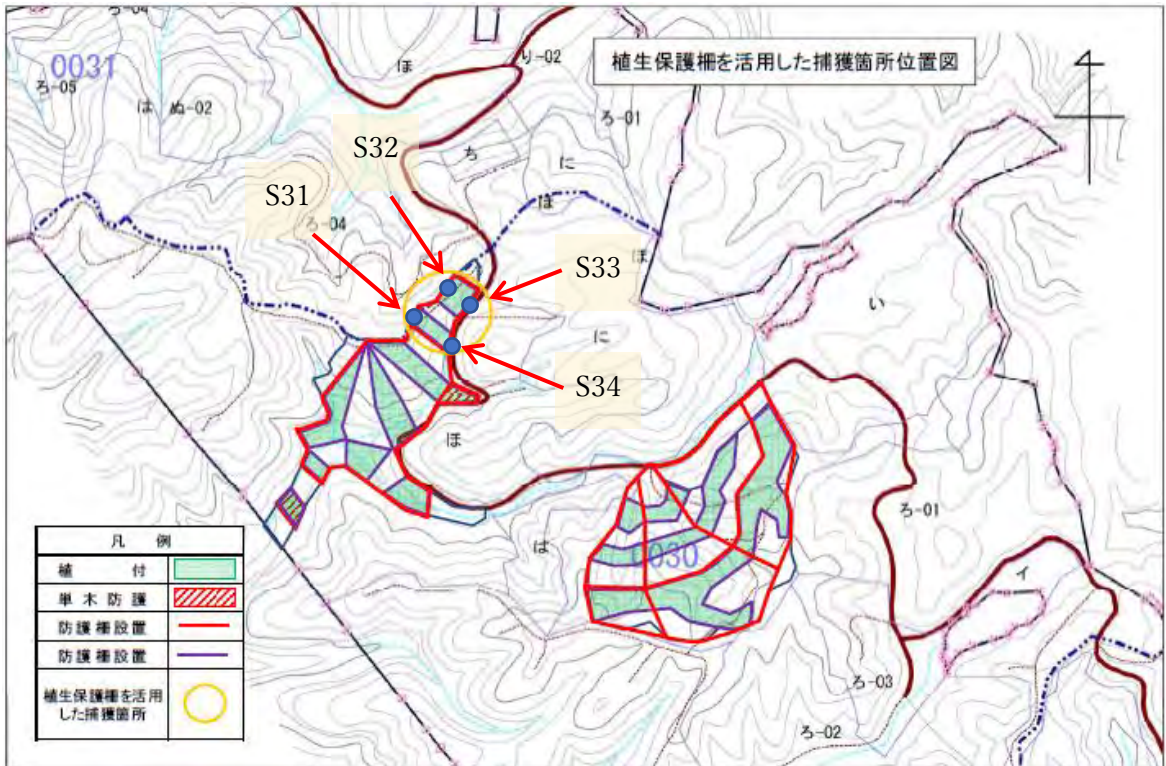 ろ-04
0031
ろ-05
は
ぬ-02
ほ
り-02
植生保護柵を活用した捕獲箇所位置図
ろ-01
ち
に
S32
S31
ろ-04
ほ
ほ
S33
い
に
S34
ほ
ろ-01
は
0030
イ
ろ-03
ろ-02
凡 例
植 付
単木防護
防護柵設置
防護柵設置
植生保護柵を活用
した捕獲箇所